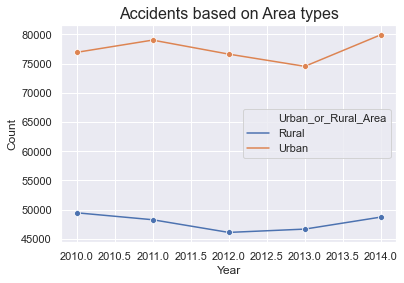 Accidents based on Area types
80000
75000
70000
65000
60000
55000
50000
45000
Count
Urban_or_Rural_Area
Rural
Urban
2010.0 2010.5 2011.0 2011.5 2012.0 2012.5 2013.0 2013.5 2014.0
Year